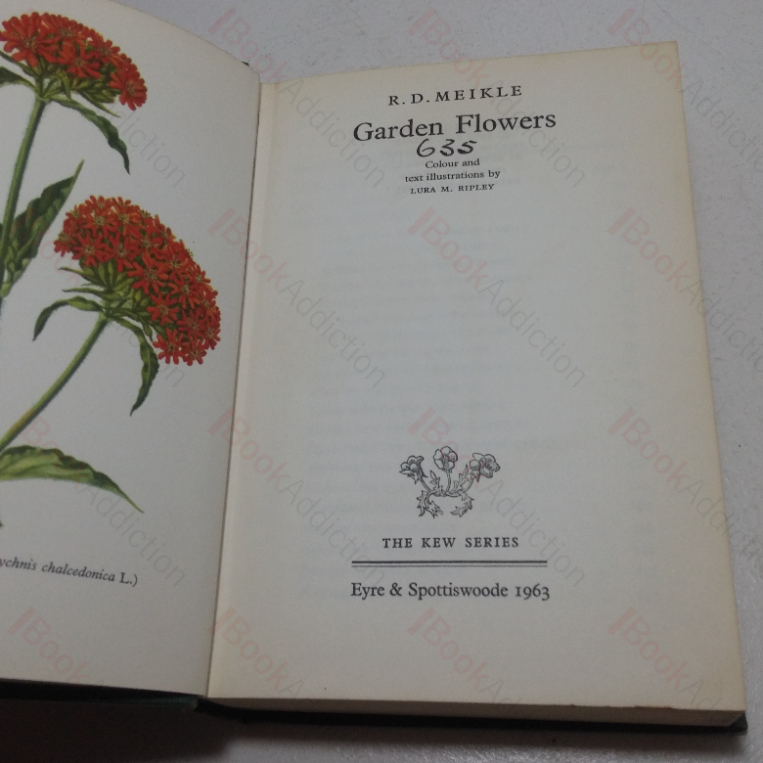 R. D. MEIKLE
Garden Flowers
635
Colour and
text illustrations by
LURA M. RIPLEY
THE KEW SERIES
Eyre & Spottiswoode 1963
ychnis chalcedonica L.)
BookAddiction